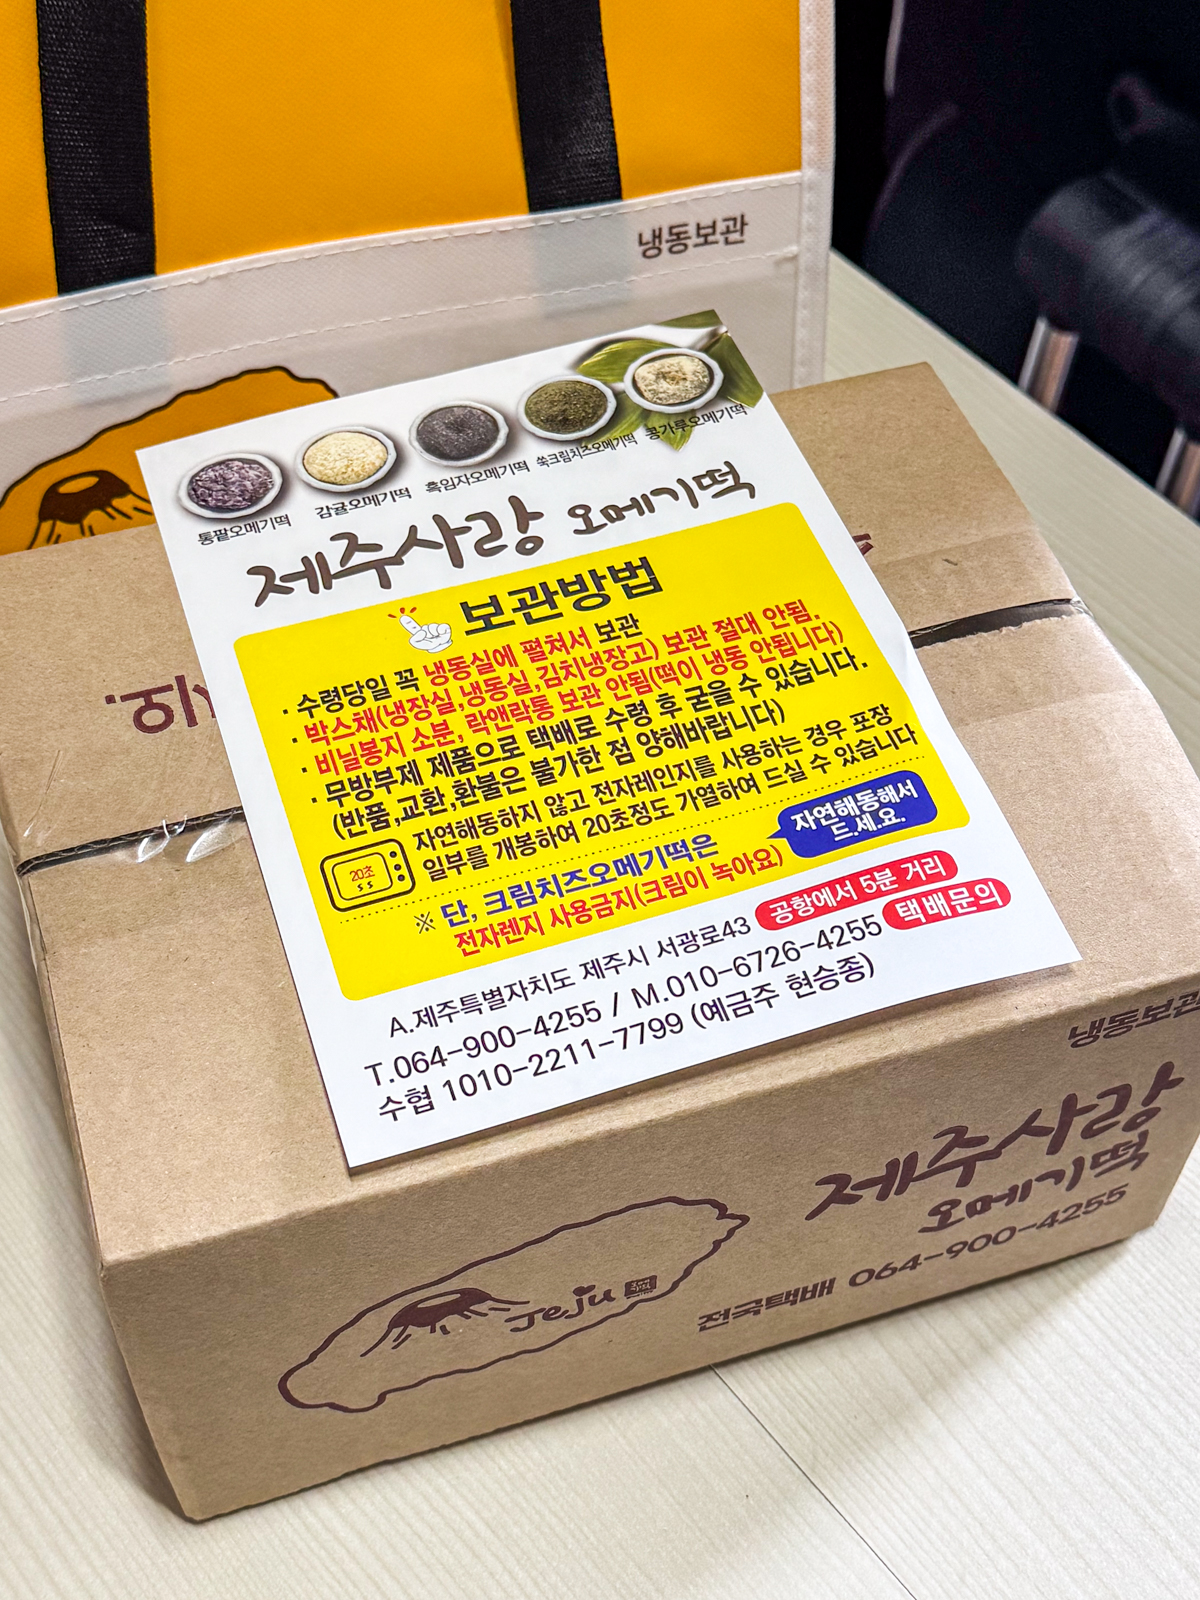 냉동보관
통팥오메기떡
감귤오메기떡
흑임자오메기떡
쑥크림치즈오메기떡
콩가루오메기떡
제주사랑 오메기떡
보관방법
· 수령당일 꼭 냉동실에 펼쳐서 보관
· 박스채(냉장실,냉동실,김치냉장고) 보관 절대 안됨.
· 비닐봉지 소분, 락앤락통 보관 안됨(떡이 냉동 안됩니다)
· 무방부제 제품으로 택배로 수령 후 굳을 수 있습니다.
(반품,교환,환불은 불가한 점 양해바랍니다)
20초
자연해동하지 않고 전자레인지를 사용하는 경우 포장
일부를 개봉하여 20초정도 가열하여 드실 수 있습니다
※ 단, 크림치즈오메기떡은
전자렌지 사용금지(크림이 녹아요)
자연해동해서
드.세.요.
A.제주특별자치도 제주시 서광로43 공항에서 5분 거리
T.064-900-4255 / M.010-6726-4255 택배문의
수협 1010-2211-7799 (예금주 현승종)
냉동보관
제주사랑
오메기떡
전국택배 064-900-4255
Jeju